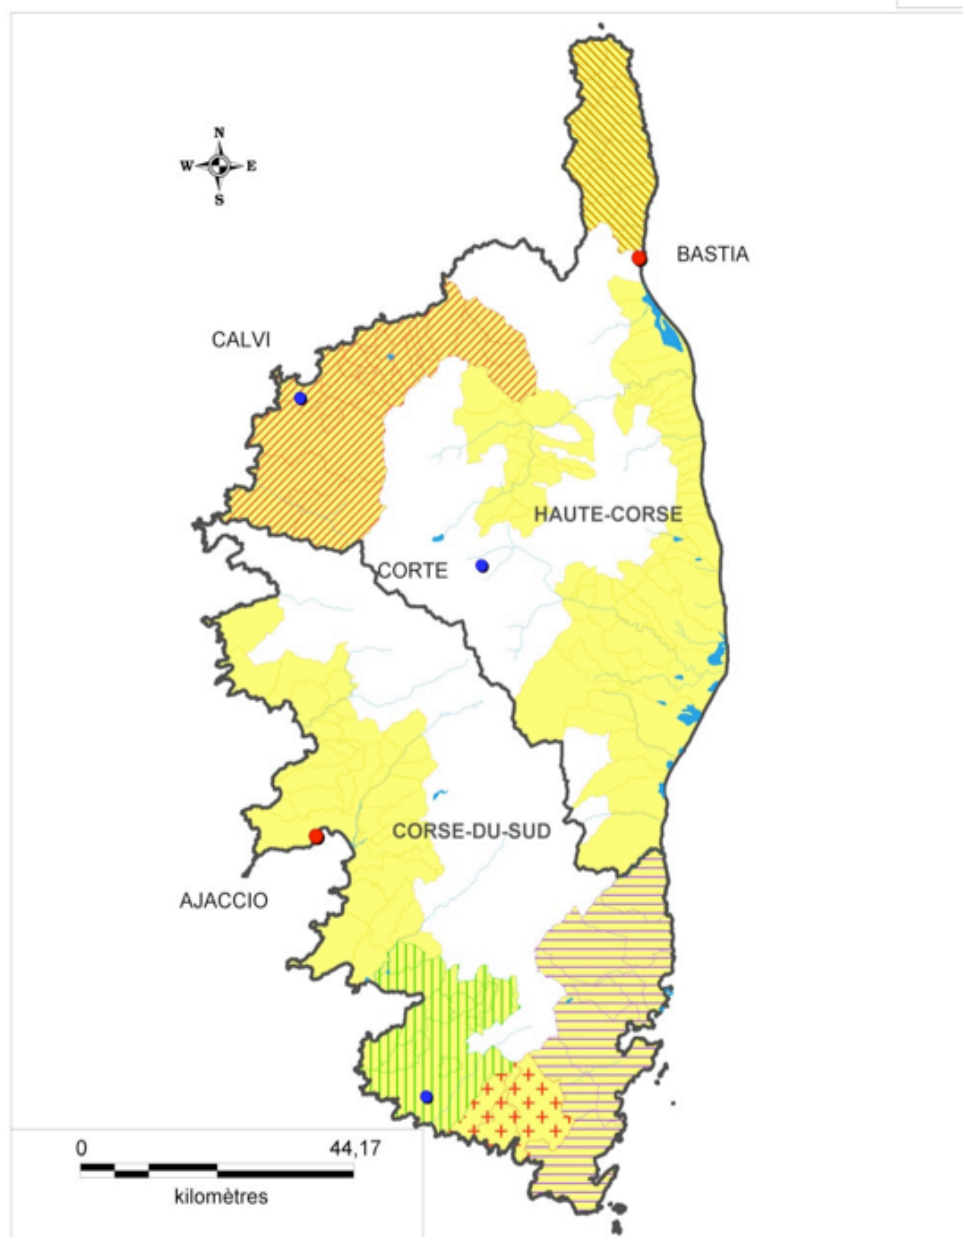 N
W E
S
BASTIA
CALVI
HAUTE-CORSE
CORTE
CORSE-DU-SUD
AJACCIO
0 44,17
kilomètres